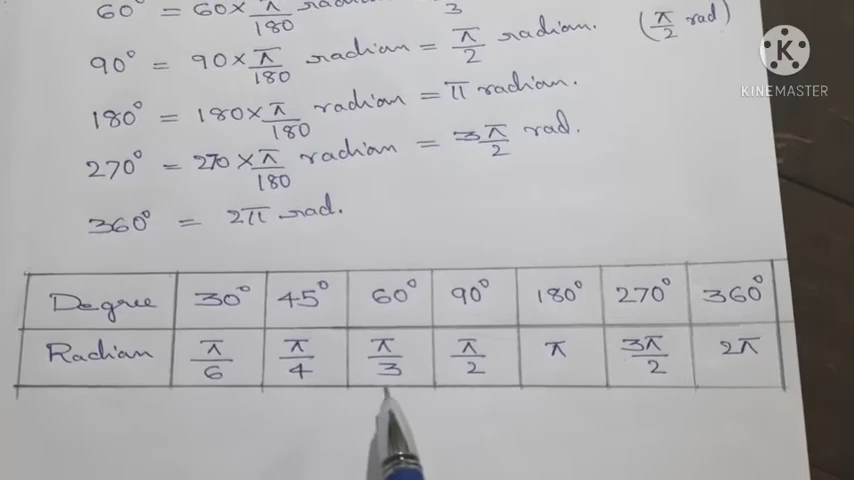 60° = 60 × π/180 radian 3
90° = 90 × π/180 radian = π/2 radian. (π/2 rad)
180° = 180 × π/180 radian = π radian.
270° = 270 × π/180 radian = 3π/2 rad.
360° = 2π rad.
Degree 30° 45° 60° 90° 180° 270° 360°
Radian π/6 π/4 π/3 π/2 π 3π/2 2π
K
KINEMASTER